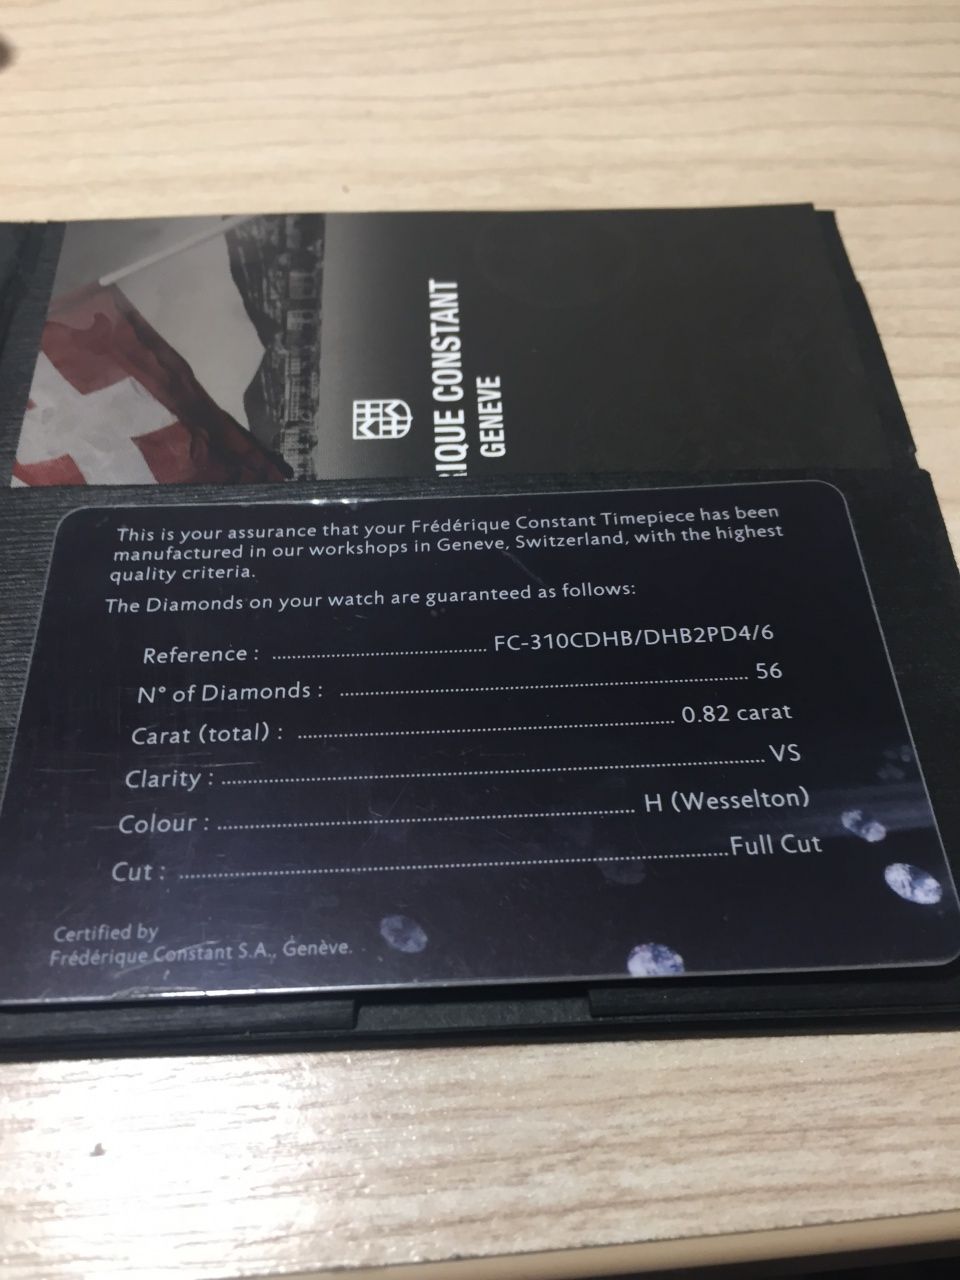 IQUE CONSTANT
GENEVE
This is your assurance that your Frédérique Constant Timepiece has been
manufactured in our workshops in Geneve, Switzerland, with the highest
quality criteria.
The Diamonds on your watch are guaranteed as follows:
Reference : ........................................ FC-310CDHB/DHB2PD4/6
N° of Diamonds : ........................................ 56
Carat (total) : ........................................ 0.82 carat
Clarity : ........................................ VS
Colour : ........................................ H (Wesselton)
Cut : ........................................ Full Cut
Certified by
Frédérique Constant S.A., Genève.